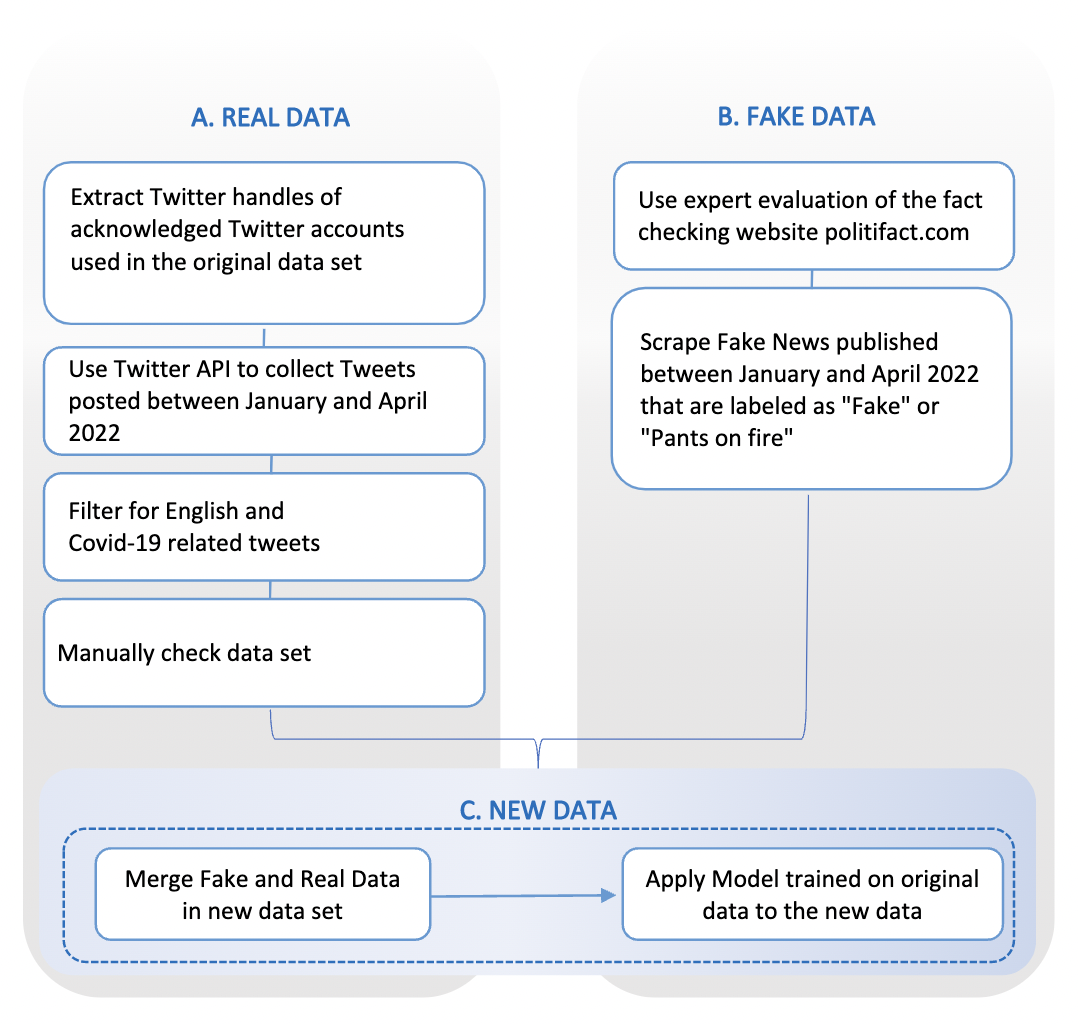 A. REAL DATA
Extract Twitter handles of
acknowledged Twitter accounts
used in the original data set
Use Twitter API to collect Tweets
posted between January and April
2022
Filter for English and
Covid-19 related tweets
Manually check data set
B. FAKE DATA
Use expert evaluation of the fact
checking website politifact.com
Scrape Fake News published
between January and April 2022
that are labeled as "Fake" or
"Pants on fire"
C. NEW DATA
Merge Fake and Real Data
in new data set
Apply Model trained on original
data to the new data